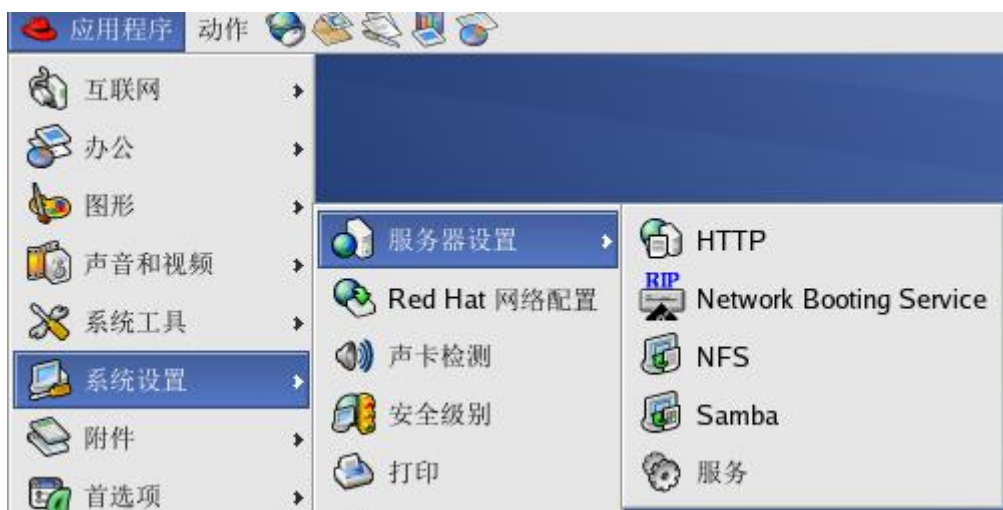 应用程序 动作
互联网
办公
图形
声音和视频
系统工具
系统设置
附件
首选项
服务器设置
Red Hat 网络配置
声卡检测
安全级别
打印
HTTP
RIP
Network Booting Service
NFS
Samba
服务